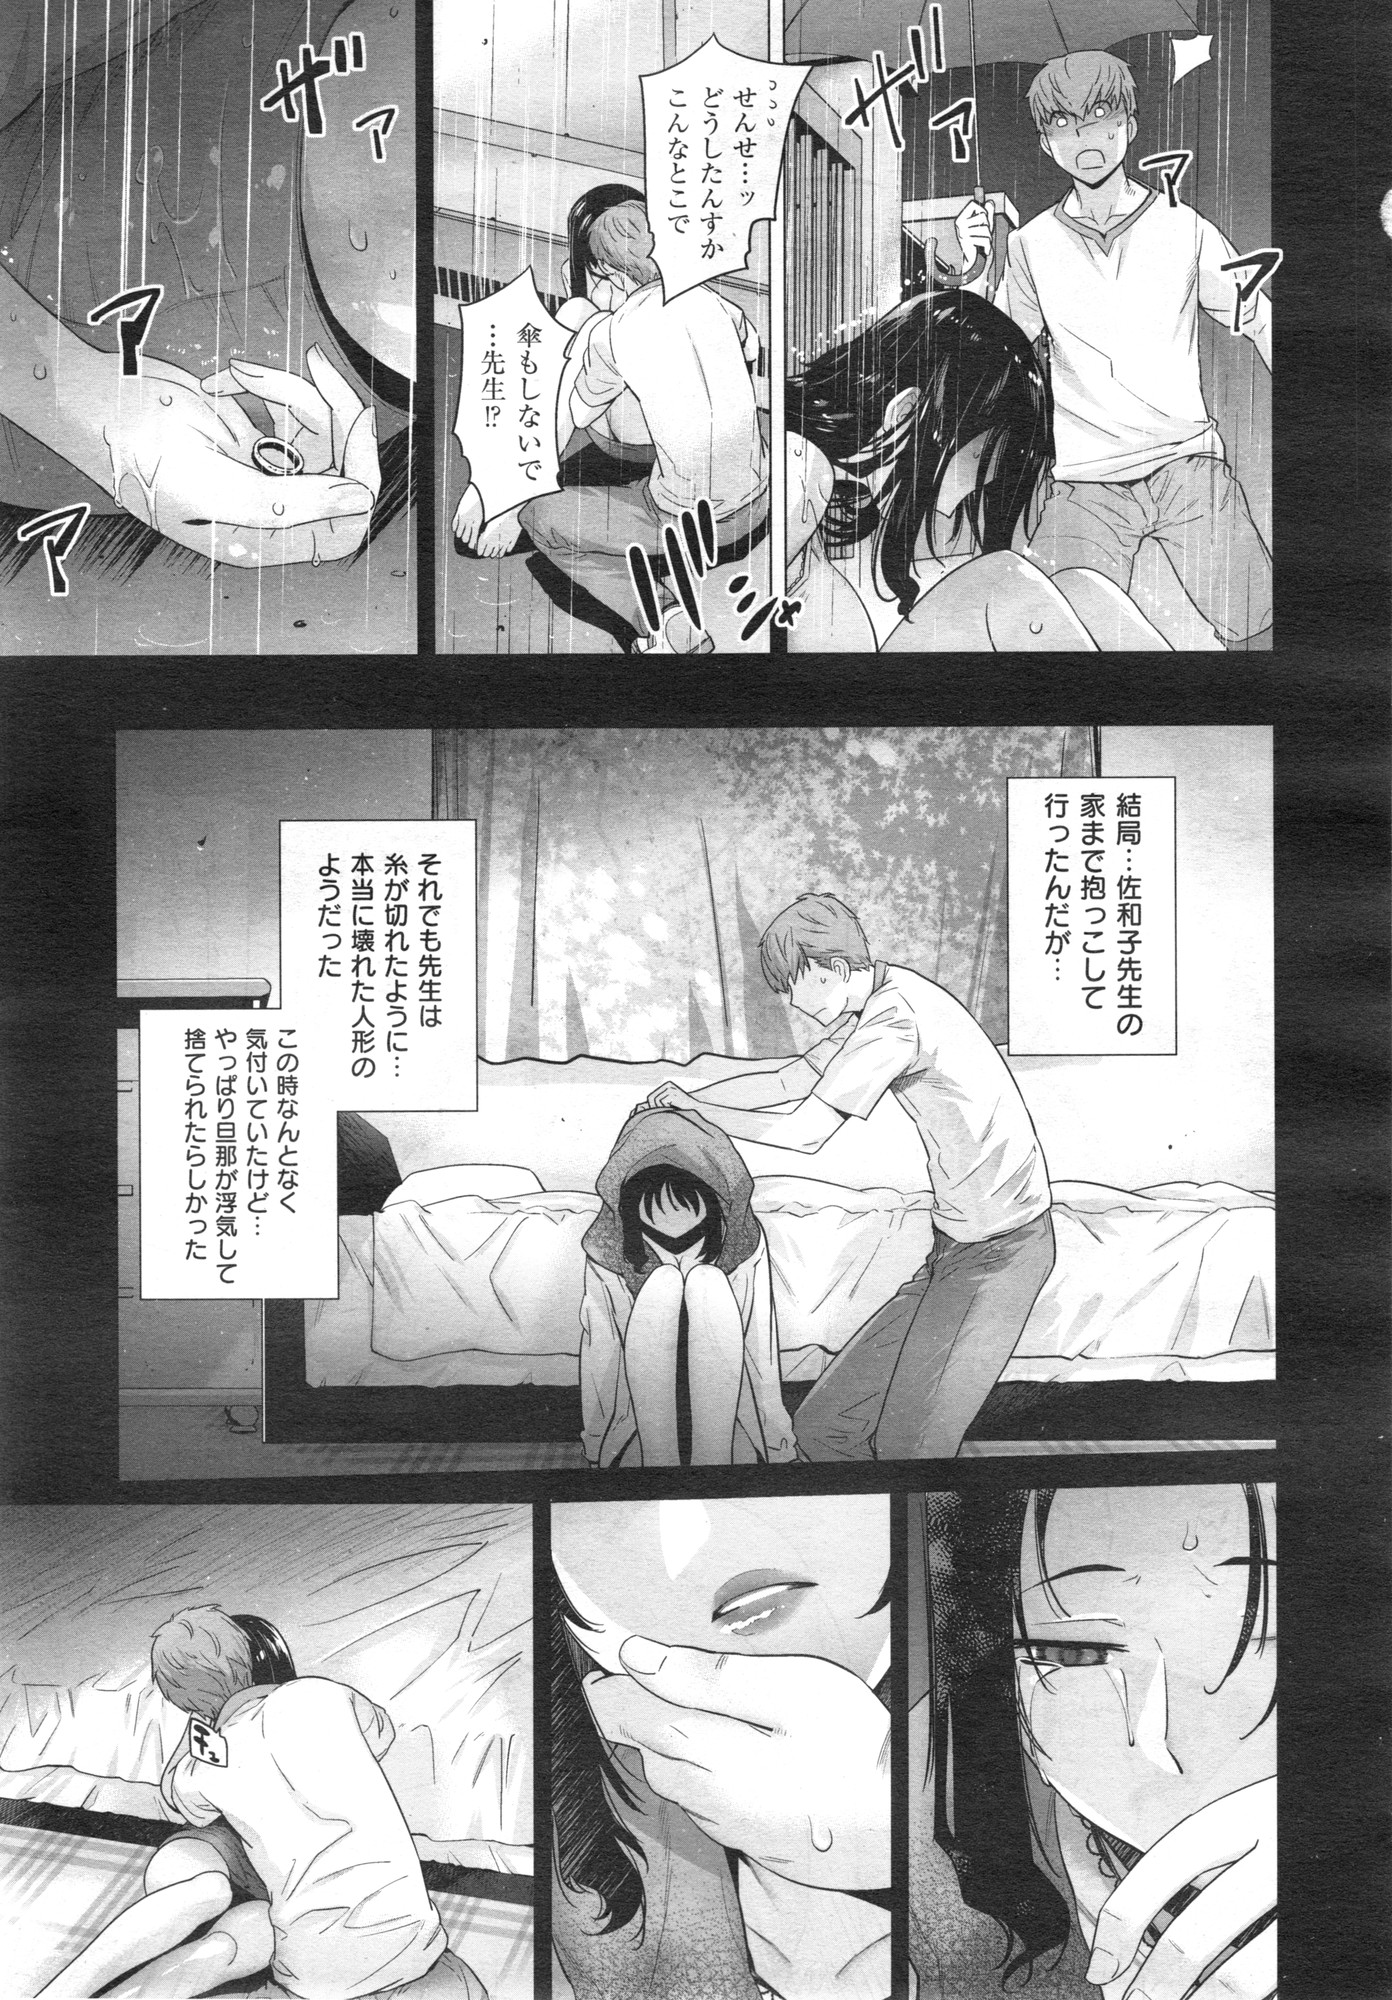 ザァァ
せんせ…ッ
どうしたんすか
こんなとこで
傘もしないで
…先生!?
ジャ
ザァ
ァァ
結局…佐和子先生の
家まで抱っこして
行ったんだが…
それでも先生は
糸が切れたように…
本当に壊れた人形の
ようだった
この時なんとなく
気付いていたけど…
やっぱり旦那が浮気して
捨てられたらしかった
チュ